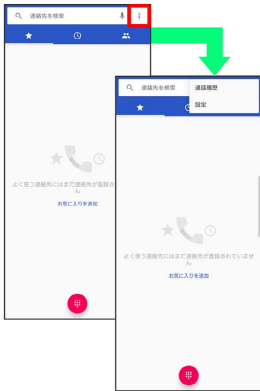 連絡先を検索
よく使う連絡先にはまだ連絡先が登録され
ん
お気に入りを追加
連絡先を検索
通話履歴
設定
よく使う連絡先にはまだ連絡先が登録されていませ
ん
お気に入りを追加